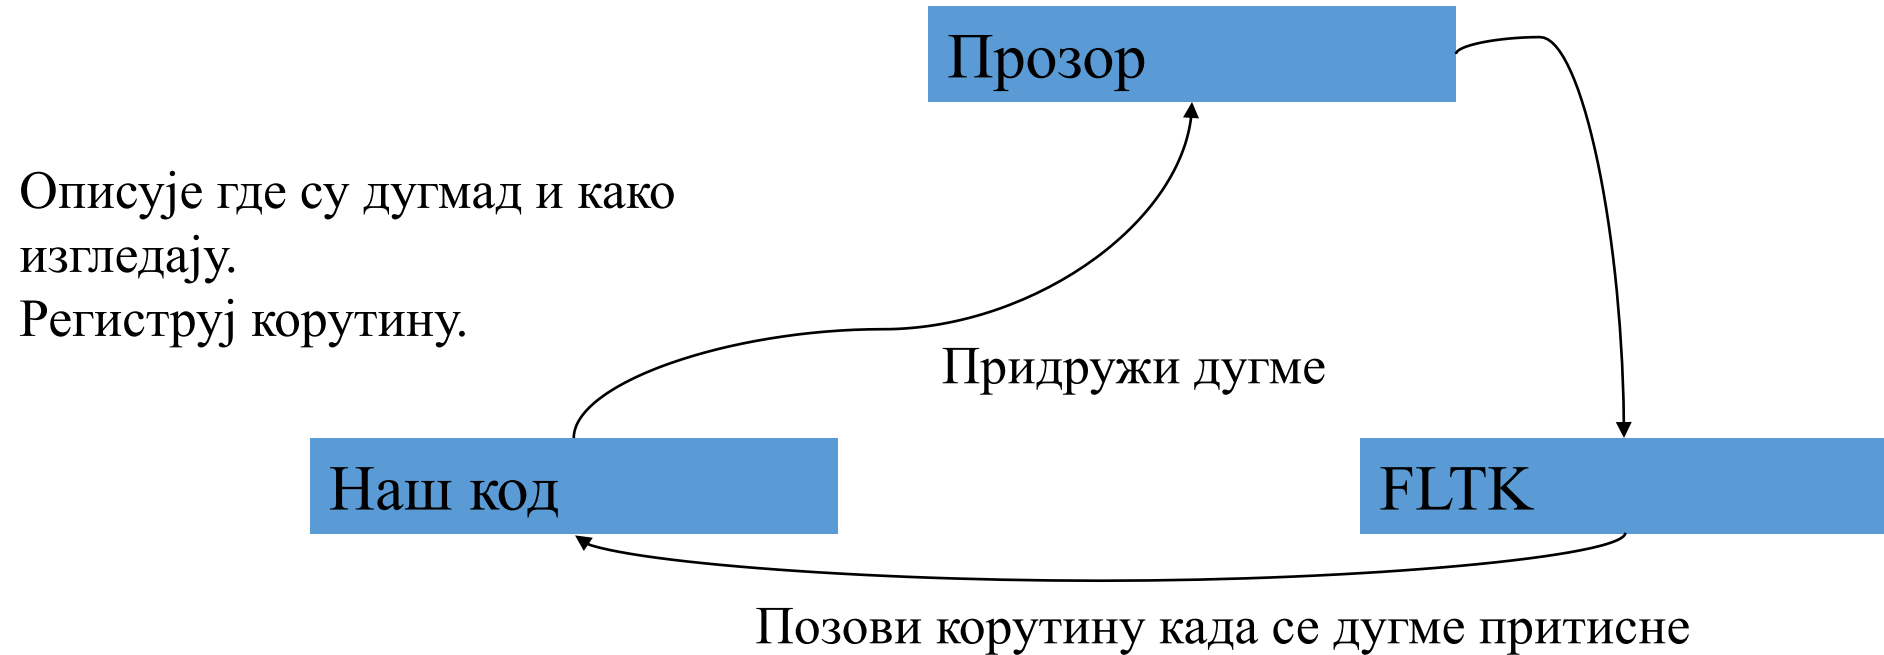 Прозор
Описује где су дугмад и како
изгледају.
Региструј корутину.
Придружи дугме
Наш код
FLTK
Позови корутину када се дугме притисне